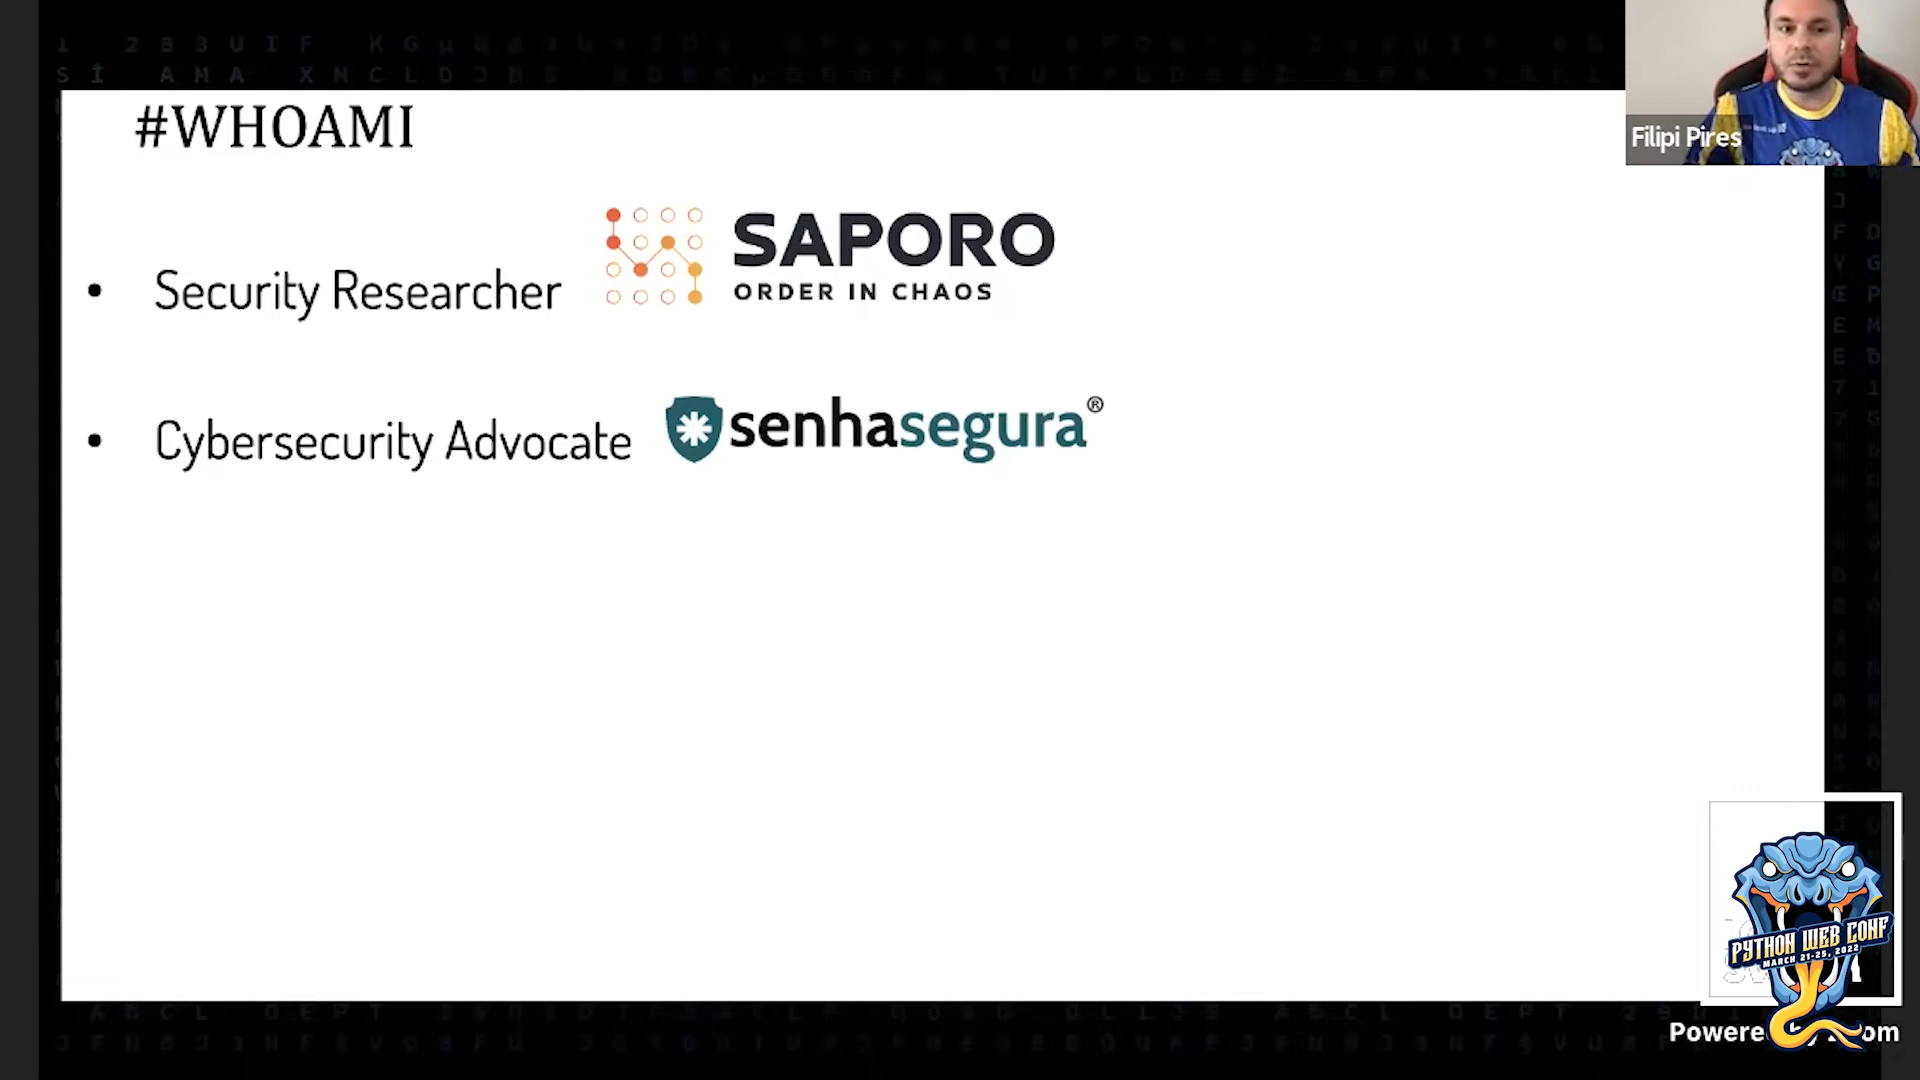 #WHOAMI
Filipi Pires
SAPORO
ORDER IN CHAOS
• Security Researcher
• Cybersecurity Advocate
senhasegura®
PYTHON WEB CONF
MARCH 21-25, 2022